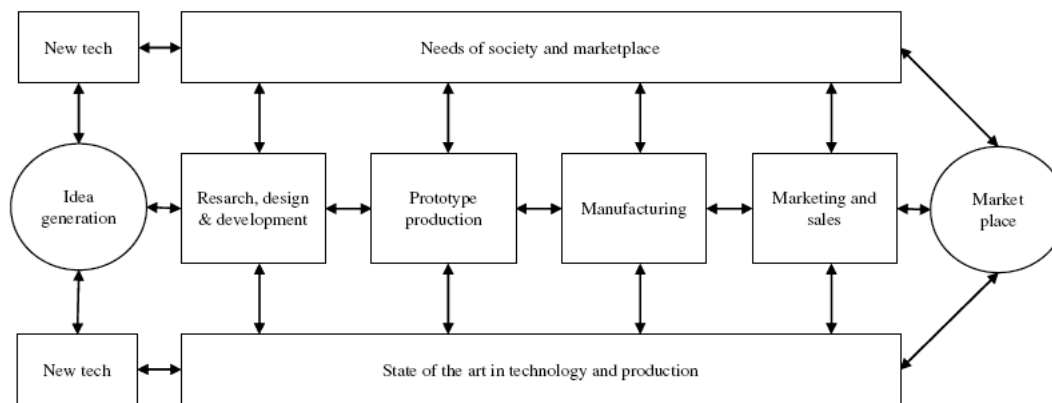 New tech
Needs of society and marketplace
Idea
generation
Resarch, design
& development
Prototype
production
Manufacturing
Marketing and
sales
Market
place
New tech
State of the art in technology and production